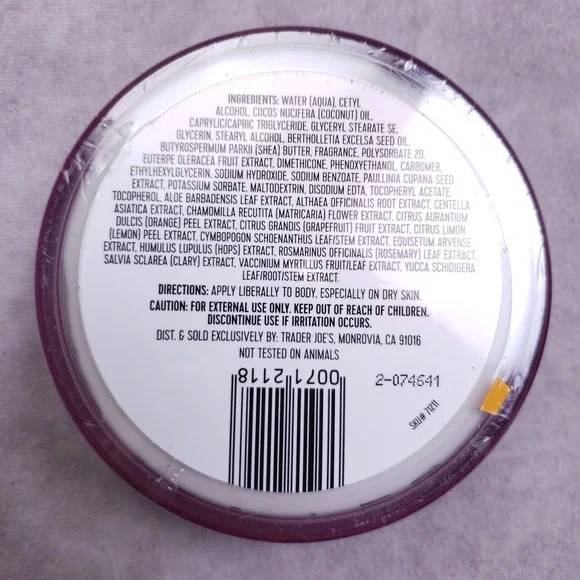 INGREDIENTS: WATER (AQUA), CETYL
ALCOHOL, COCOS NUCIFERA (COCONUT) OIL,
CAPRYLIC/CAPRIC TRIGLYCERIDE, GLYCERYL STEARATE SE,
GLYCERIN, STEARYL ALCOHOL, BERTHOLLETIA EXCELSA SEED OIL,
BUTYROSPERMUM PARKII (SHEA) BUTTER, FRAGRANCE, POLYSORBATE 20,
EUTERPE OLERACEA FRUIT EXTRACT, DIMETHICONE, PHENOXYETHANOL, CARBOMER,
ETHYLHEXYLGLYCERIN, SODIUM HYDROXIDE, SODIUM BENZOATE, PAULLINIA CUPANA SEED
EXTRACT, POTASSIUM SORBATE, MALTODEXTRIN, DISODIUM EDTA, TOCOPHERYL ACETATE,
TOCOPHEROL, ALOE BARBADENSIS LEAF EXTRACT, ALTHAEA OFFICINALIS ROOT EXTRACT, CENTELLA
ASIATICA EXTRACT, CHAMOMILLA RECUTITA (MATRICARIA) FLOWER EXTRACT, CITRUS AURANTIUM
DULCIS (ORANGE) PEEL EXTRACT, CITRUS GRANDIS (GRAPEFRUIT) FRUIT EXTRACT, CITRUS LIMON
(LEMON) PEEL EXTRACT, CYMBOPOGON SCHOENANTHUS LEAF/STEM EXTRACT, EQUISETUM ARVENSE
EXTRACT, HUMULUS LUPULUS (HOPS) EXTRACT, ROSMARINUS OFFICINALIS (ROSEMARY) LEAF EXTRACT,
SALVIA SCLAREA (CLARY) EXTRACT, VACCINIUM MYRTILLUS FRUIT/LEAF EXTRACT, YUCCA SCHIDIGERA
LEAF/ROOT/STEM EXTRACT.
DIRECTIONS: APPLY LIBERALLY TO BODY, ESPECIALLY ON DRY SKIN.
CAUTION: FOR EXTERNAL USE ONLY. KEEP OUT OF REACH OF CHILDREN.
DISCONTINUE USE IF IRRITATION OCCURS.
DIST. & SOLD EXCLUSIVELY BY: TRADER JOE'S, MONROVIA, CA 91016
NOT TESTED ON ANIMALS
0071 2118
2-074641
SKU# 71211